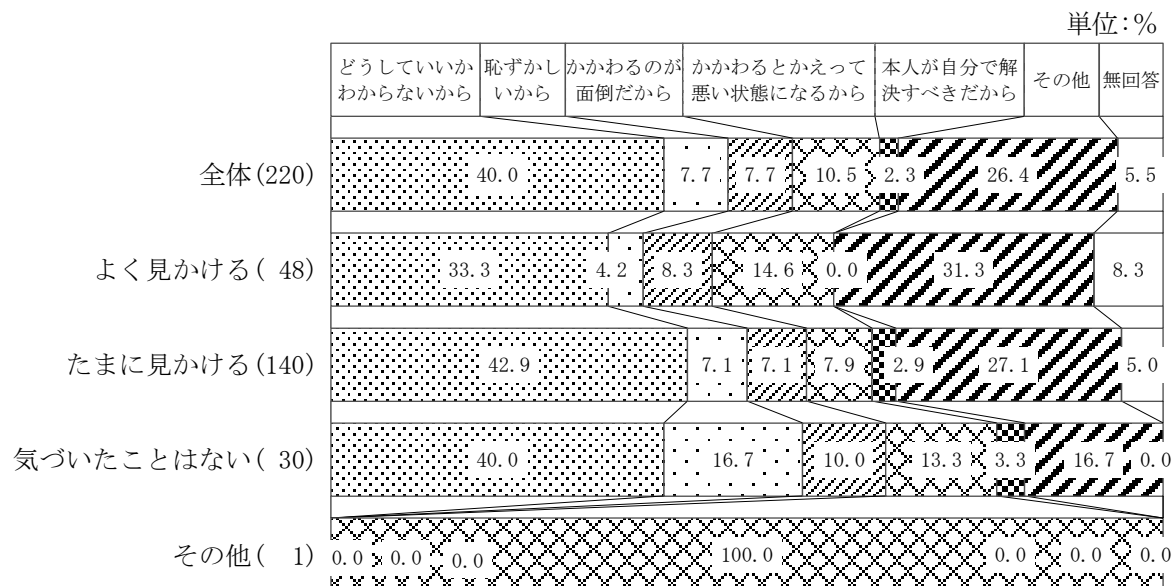 単位:%
どうしていいか
わからないから
恥ずかし
いから
かかわるのが
面倒だから
かかわるとかえって
悪い状態になるから
本人が自分で解
決すべきだから
その他
無回答
全体(220) 40.0 7.7 7.7 10.5 2.3 26.4 5.5
よく見かける( 48) 33.3 4.2 8.3 14.6 0.0 31.3 8.3
たまに見かける(140) 42.9 7.1 7.1 7.9 2.9 27.1 5.0
気づいたことはない( 30) 40.0 16.7 10.0 13.3 3.3 16.7 0.0
その他( 1) 0.0 0.0 0.0 100.0 0.0 0.0 0.0